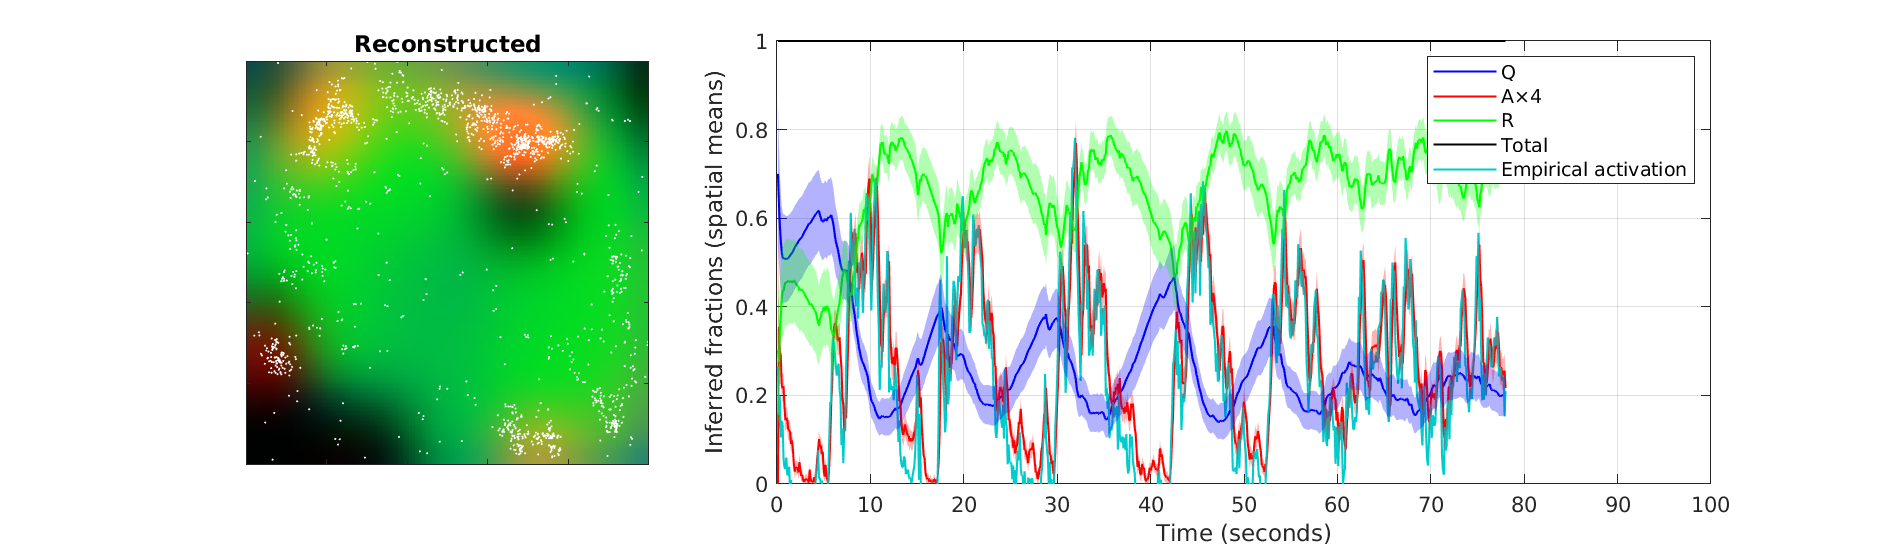 Reconstructed
Inferred fractions (spatial means)
1
0.8
0.6
0.4
0.2
0
0 10 20 30 40 50 60 70 80 90 100
Time (seconds)
Q
A×4
R
Total
Empirical activation